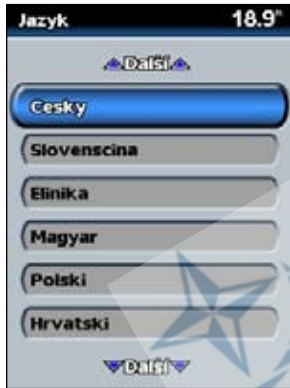 Jazyk 18.9°
Další
Cesky
Slovenscina
Elinika
Magyar
Polski
Hrvatski
Další